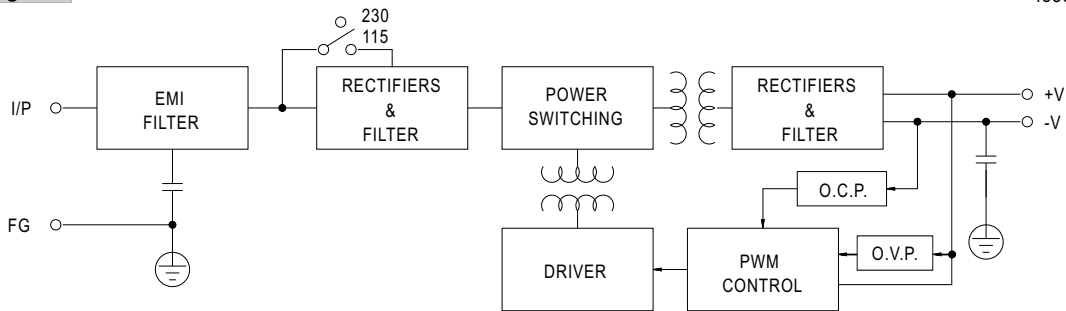 230
115
I/P
EMI
FILTER
RECTIFIERS
&
FILTER
POWER
SWITCHING
RECTIFIERS
&
FILTER
+V
-V
O.C.P.
FG
DRIVER
PWM
CONTROL
O.V.P.